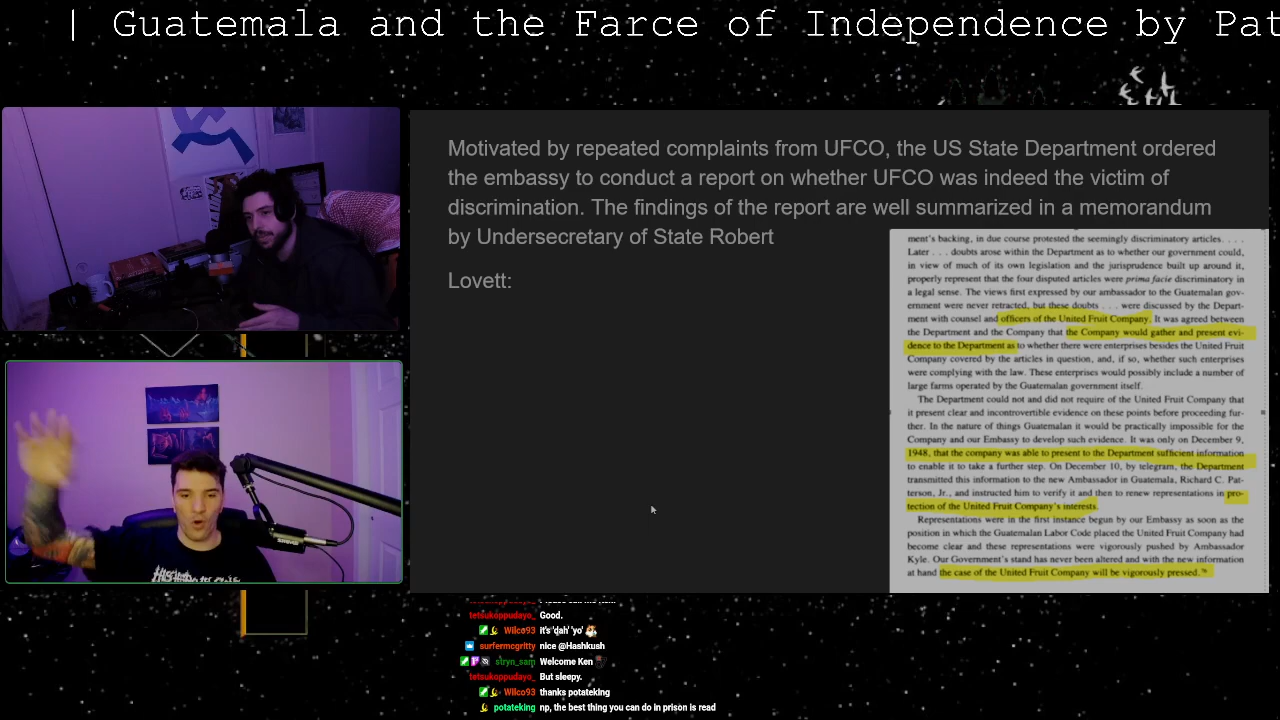 | Guatemala and the Farce of Independence by Pat
Motivated by repeated complaints from UFCO, the US State Department ordered
the embassy to conduct a report on whether UFCO was indeed the victim of
discrimination. The findings of the report are well summarized in a memorandum
by Undersecretary of State Robert
Lovett:
ment's backing, in due course protested the seemingly discriminatory articles. . . .
Later . . . doubts arose within the Department as to whether our government could,
in view of much of its own legislation and the jurisprudence built up around it,
properly represent that the four disputed articles were prima facie discriminatory in
a legal sense. The views first expressed by our ambassador to the Guatemalan gov-
ernment were never retracted, but these doubts . . . were discussed by the Depart-
ment with counsel and officers of the United Fruit Company. It was agreed between
the Department and the Company that the Company would gather and present evi-
dence to the Department as to whether there were enterprises besides the United Fruit
Company covered by the articles in question, and, if so, whether such enterprises
were complying with the law. These enterprises would possibly include a number of
large farms operated by the Guatemalan government itself.
The Department could not and did not require of the United Fruit Company that
it present clear and incontrovertible evidence on these points before proceeding fur-
ther. In the nature of things Guatemalan it would be practically impossible for the
Company and our Embassy to develop such evidence. It was only on December 9,
1948, that the company was able to present to the Department sufficient information
to enable it to take a further step. On December 10, by telegram, the Department
transmitted this information to the new Ambassador in Guatemala, Richard C. Pat-
terson, Jr., and instructed him to verify it and then to renew representations in pro-
tection of the United Fruit Company's interests.
Representations were in the first instance begun by our Embassy as soon as the
position in which the Guatemalan Labor Code placed the United Fruit Company had
become clear and these representations were vigorously pushed by Ambassador
Kyle. Our Government's stand has never been altered and with the new information
at hand the case of the United Fruit Company will be vigorously pressed.
tetsukoppudayo_ Good.
Wilco93 it's 'dah' 'yo'
surfermcgritty nice @Hashkush
stryn_sam Welcome Ken
tetsukoppudayo_ But sleepy.
Wilco93 thanks potateking
potateking np, the best thing you can do in prison is read